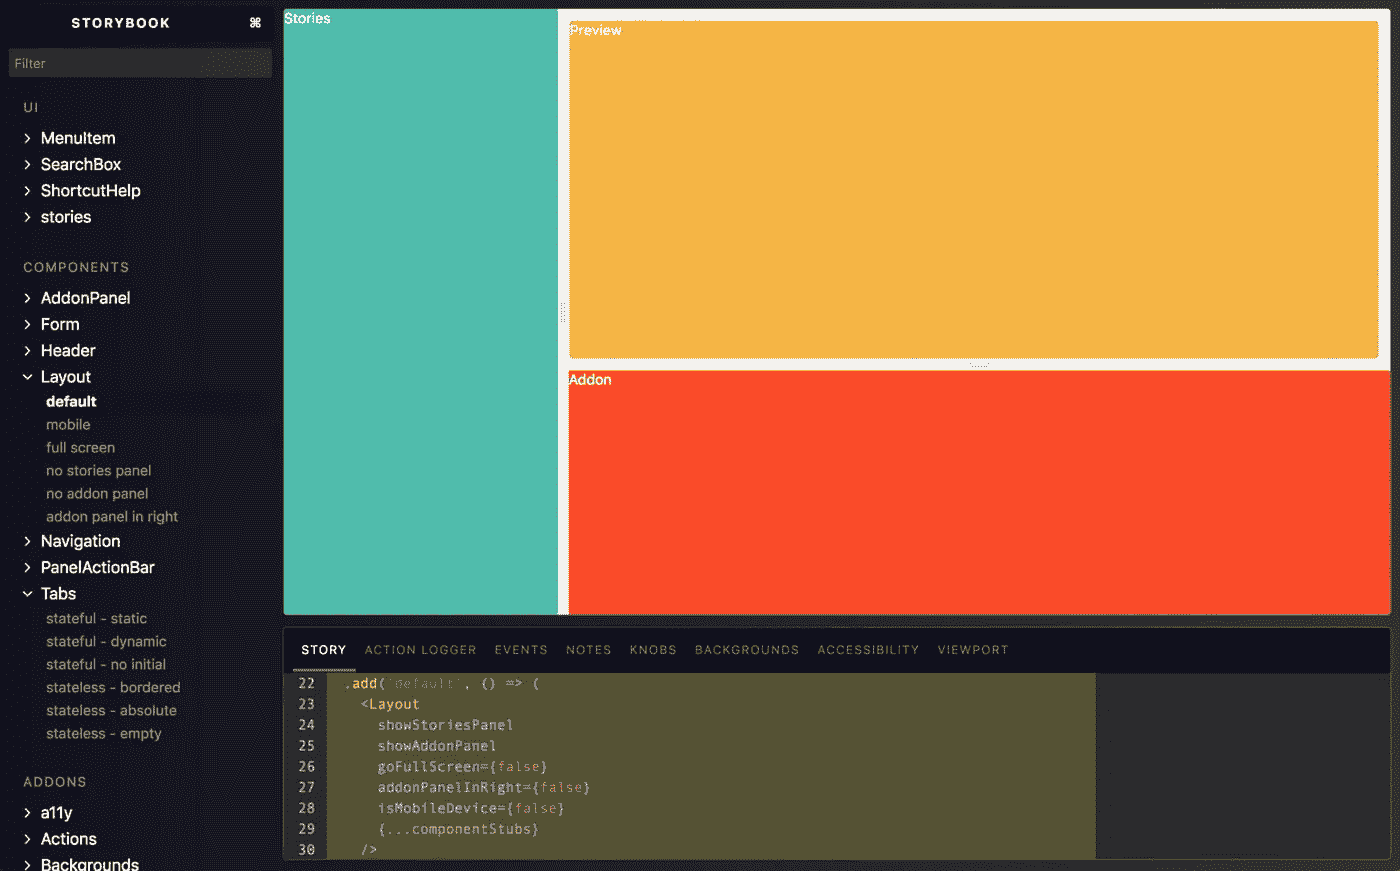 STORYBOOK ⌘
Filter
UI
MenuItem
SearchBox
ShortcutHelp
stories
COMPONENTS
AddonPanel
Form
Header
Layout
default
mobile
full screen
no stories panel
no addon panel
addon panel in right
Navigation
PanelActionBar
Tabs
stateful - static
stateful - dynamic
stateful - no initial
stateless - bordered
stateless - absolute
stateless - empty
ADDONS
a11y
Actions
Backgrounds
Stories
Preview
Addon
STORY ACTION LOGGER EVENTS NOTES KNOBS BACKGROUNDS ACCESSIBILITY VIEWPORT
22 .add(`default`, () => (
23 <Layout
24 showStoriesPanel
25 showAddonPanel
26 goFullScreen={false}
27 addonPanelInRight={false}
28 isMobileDevice={false}
29 {...componentStubs}
30 />